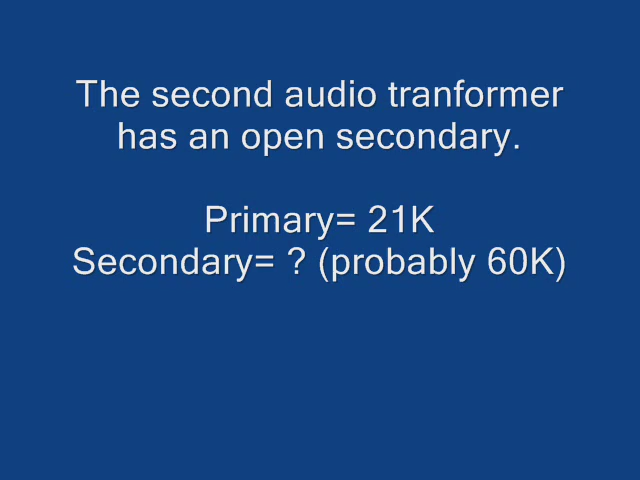 The second audio tranformer
has an open secondary.
Primary= 21K
Secondary= ? (probably 60K)